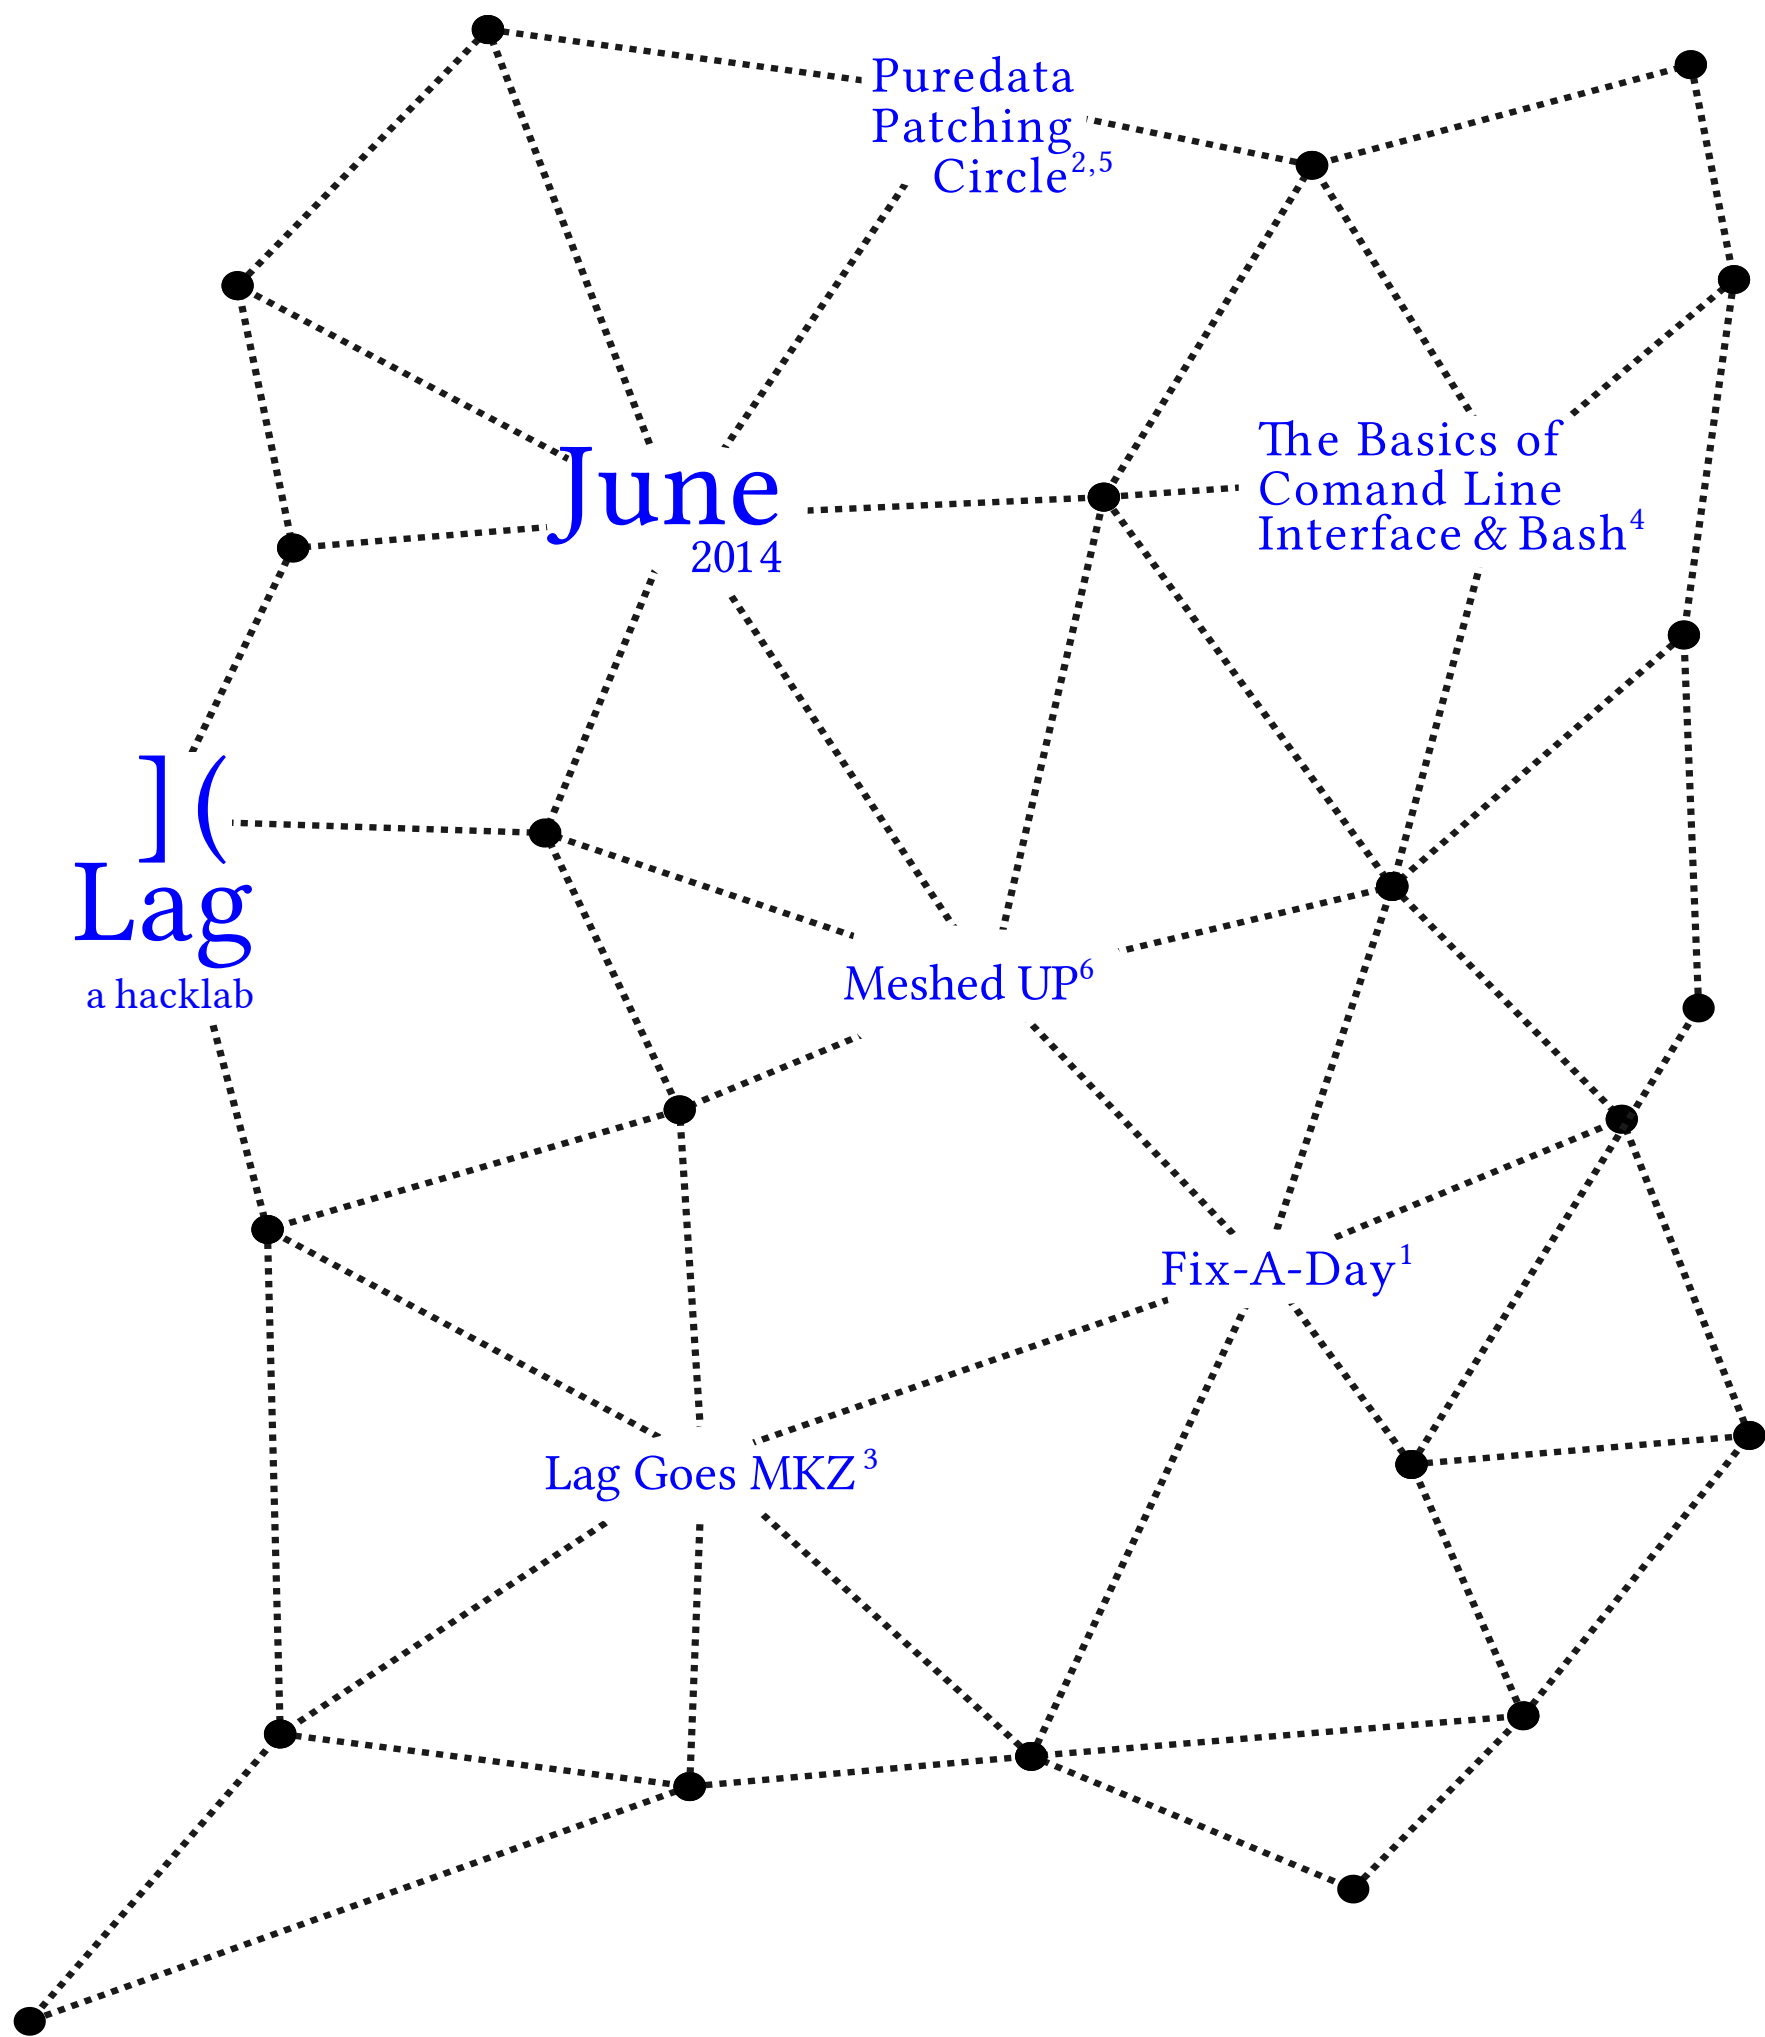 Puredata
Patching
Circle2,5
June
2014
The Basics of
Comand Line
Interface & Bash4
](
Lag
a hacklab
Meshed UP6
Fix-A-Day1
Lag Goes MKZ3